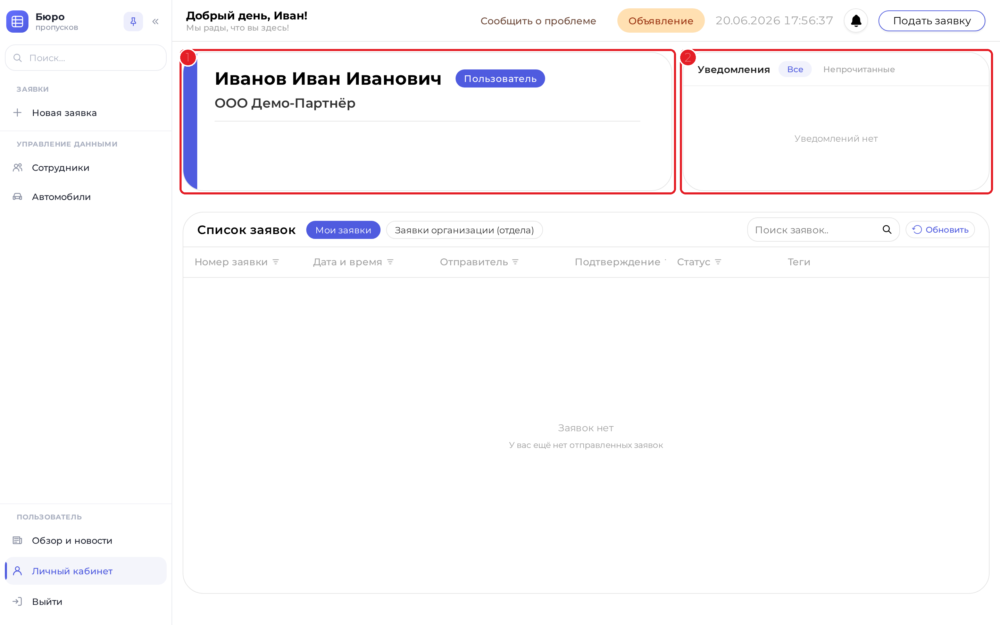 Бюро
пропусков
Поиск...
ЗАЯВКИ
Новая заявка
УПРАВЛЕНИЕ ДАННЫМИ
Сотрудники
Автомобили
ПОЛЬЗОВАТЕЛЬ
Обзор и новости
Личный кабинет
Выйти
Добрый день, Иван!
Мы рады, что вы здесь!
Сообщить о проблеме
Объявление
20.06.2026 17:56:37
Подать заявку
1
Иванов Иван Иванович
Пользователь
ООО Демо-Партнёр
2
Уведомления
Все
Непрочитанные
Уведомлений нет
Список заявок
Мои заявки
Заявки организации (отдела)
Поиск заявок..
Обновить
Номер заявки
Дата и время
Отправитель
Подтверждение
Статус
Теги
Заявок нет
У вас ещё нет отправленных заявок